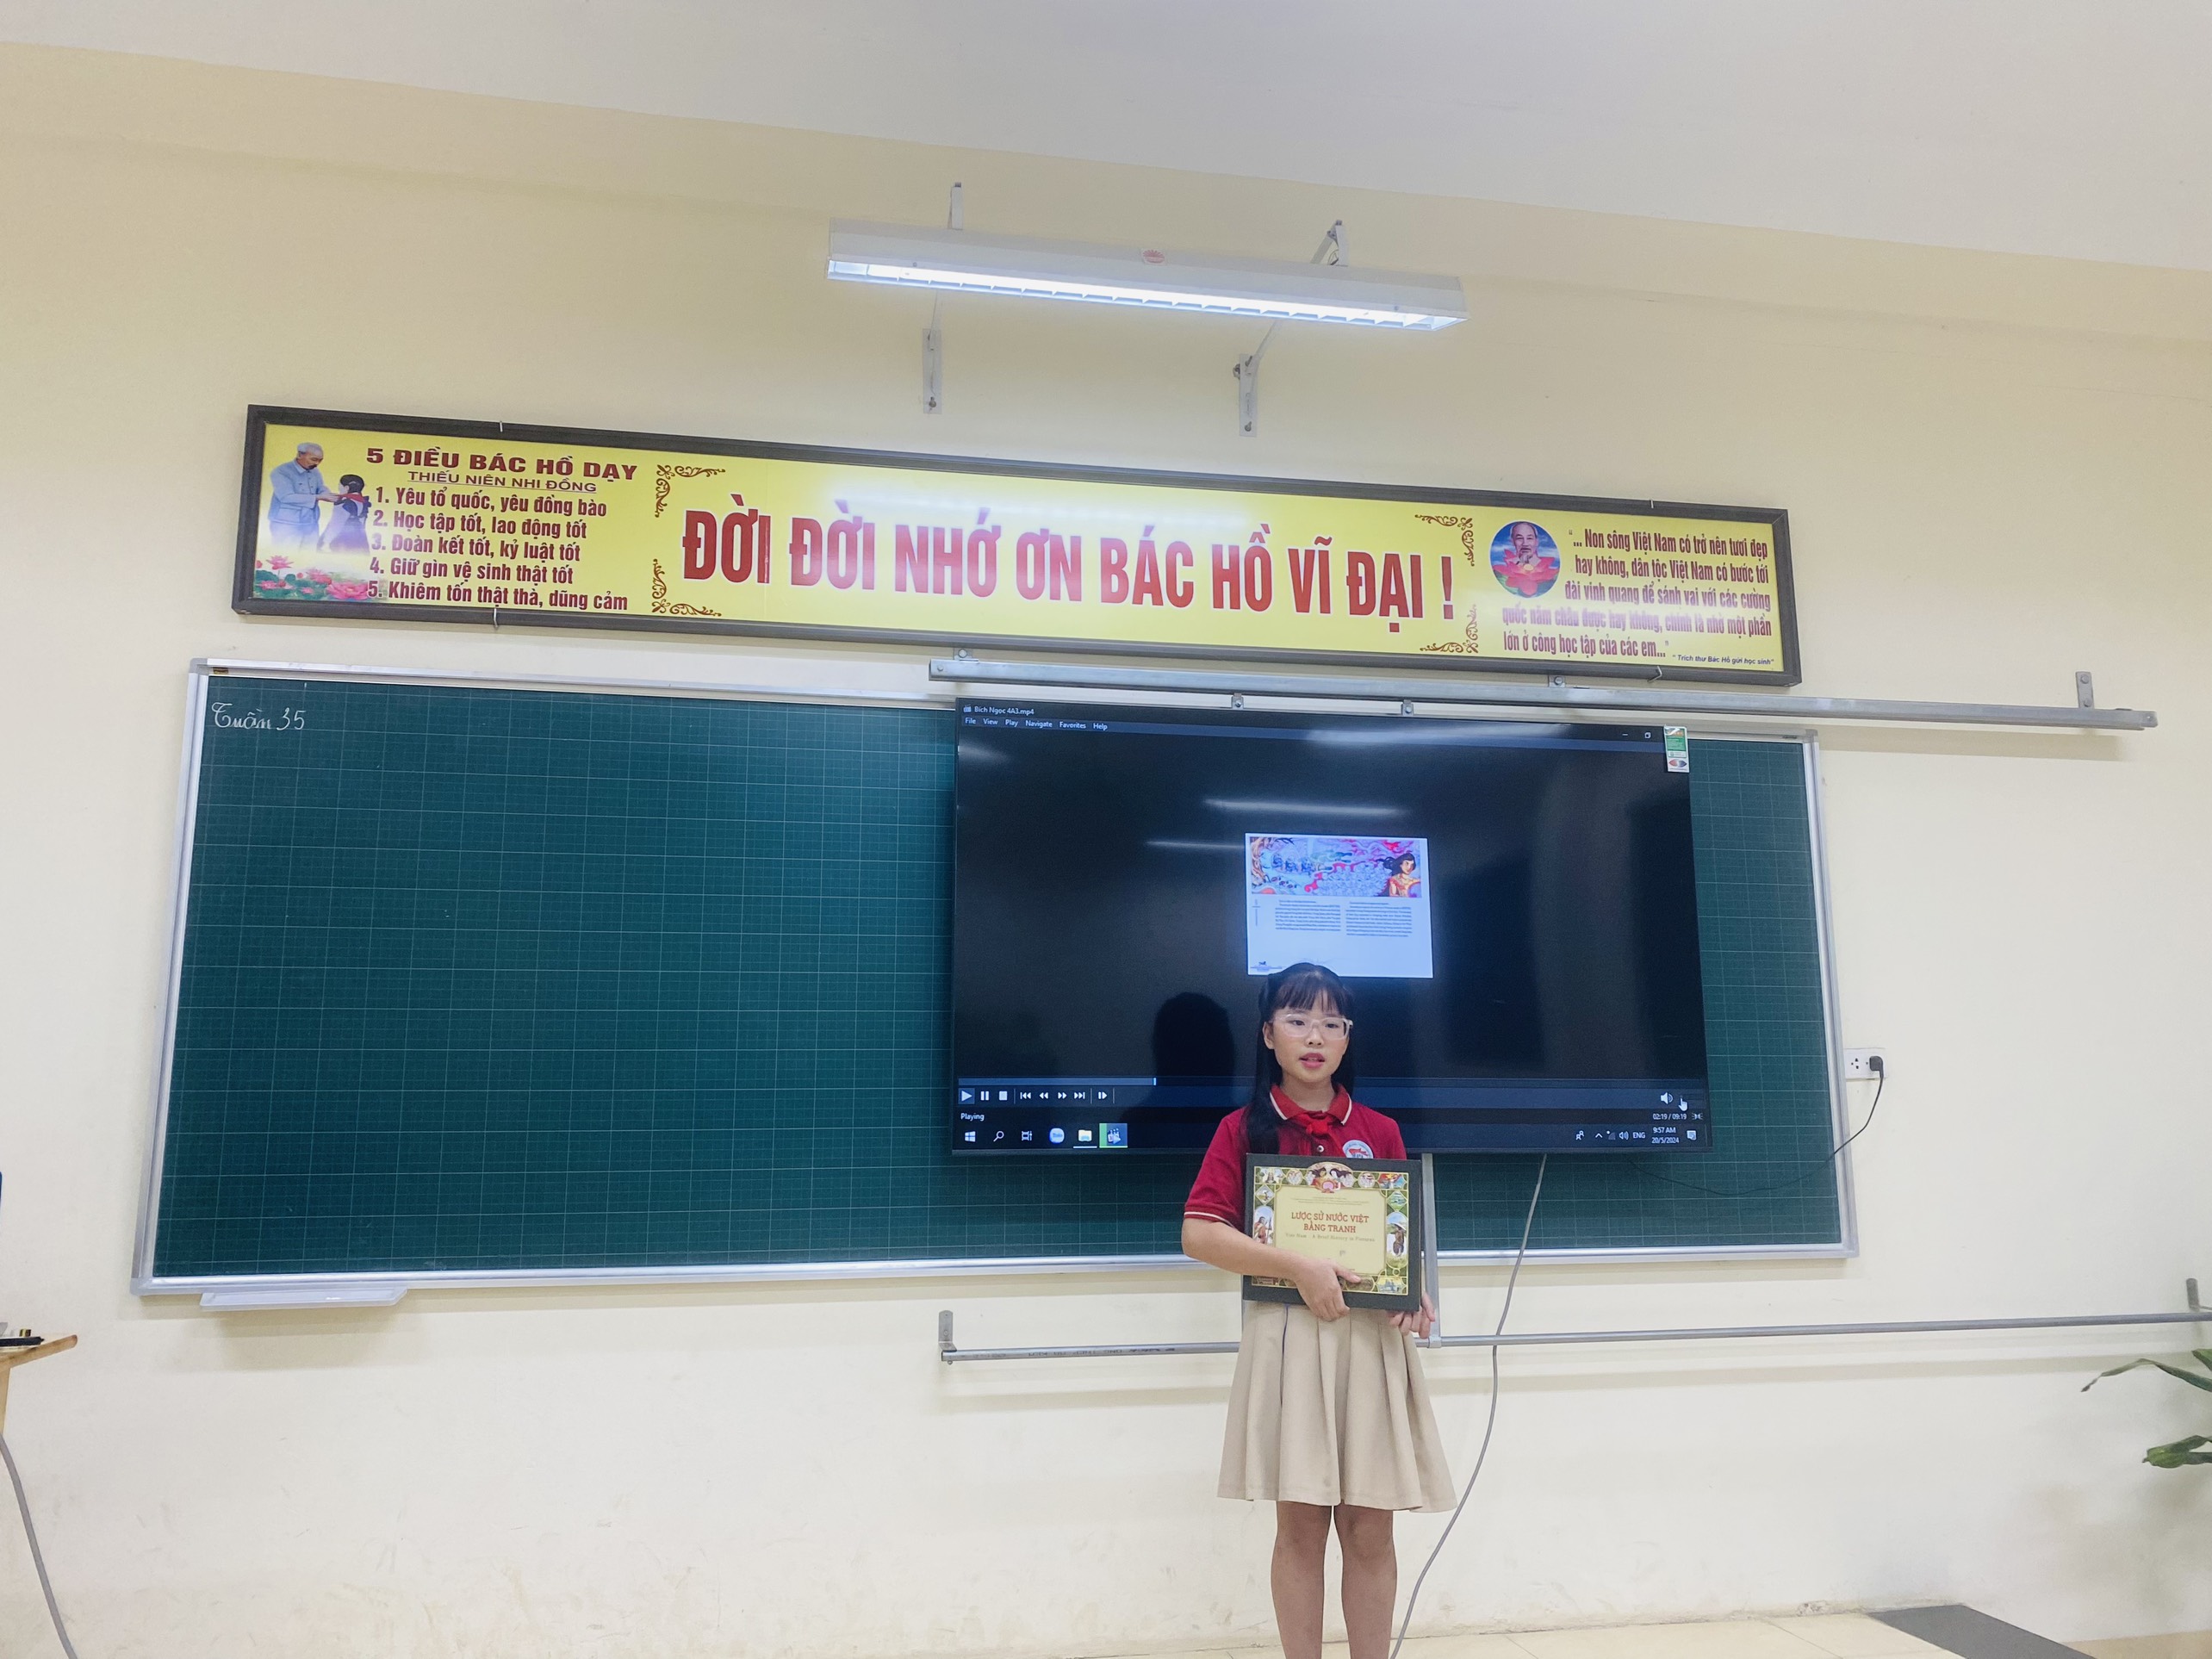 5 ĐIỀU BÁC HỒ DẠY
THIẾU NIÊN NHI ĐỒNG
1. Yêu tổ quốc, yêu đồng bào
2. Học tập tốt, lao động tốt
3. Đoàn kết tốt, kỷ luật tốt
4. Giữ gìn vệ sinh thật tốt
5. Khiêm tốn thật thà, dũng cảm
ĐỜI ĐỜI NHỚ ƠN BÁC HỒ VĨ ĐẠI !
"... Non sông Việt Nam có trở nên tươi đẹp
hay không, dân tộc Việt Nam có bước tới
đài vinh quang để sánh vai với các cường
quốc năm châu được hay không, chính là nhờ một phần
lớn ở công học tập của các em..."
" Trích thư Bác Hồ gửi học sinh"
Tuần 35
Bich Ngoc 4A1.mp4
File View Play Navigate Favorites Help
Playing
02:19 / 09:19
ENG
9:57 AM
20/5/2024
LƯỢC SỬ NƯỚC VIỆT
BẰNG TRANH
Viet Nam - A Brief History in Pictures